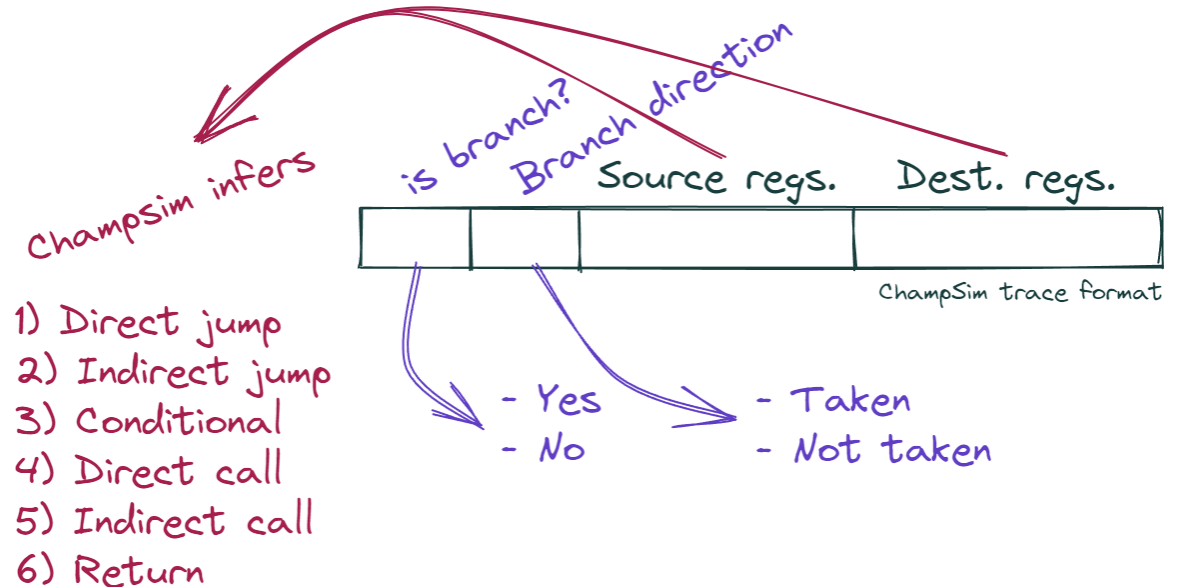 is branch?
Branch direction
Source regs.
Dest. regs.
Champsim infers
ChampSim trace format
1) Direct jump
2) Indirect jump
3) Conditional
4) Direct call
5) Indirect call
6) Return
- Yes
- No
- Taken
- Not taken